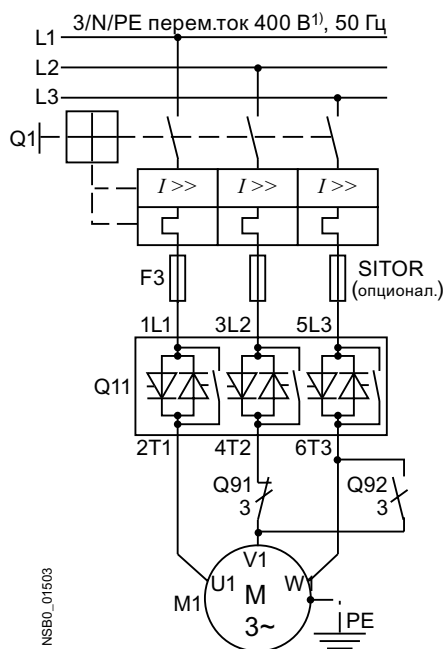 3/N/PE перем.ток 400 В¹⁾, 50 Гц
L1
L2
L3
Q1
I >> I >> I >>
F3 SITOR
(опционал.)
1L1 3L2 5L3
Q11
2T1 4T2 6T3
Q91 Q92
3 3
V1
U1 W1
M1 M
3~
PE
NSB0_01503